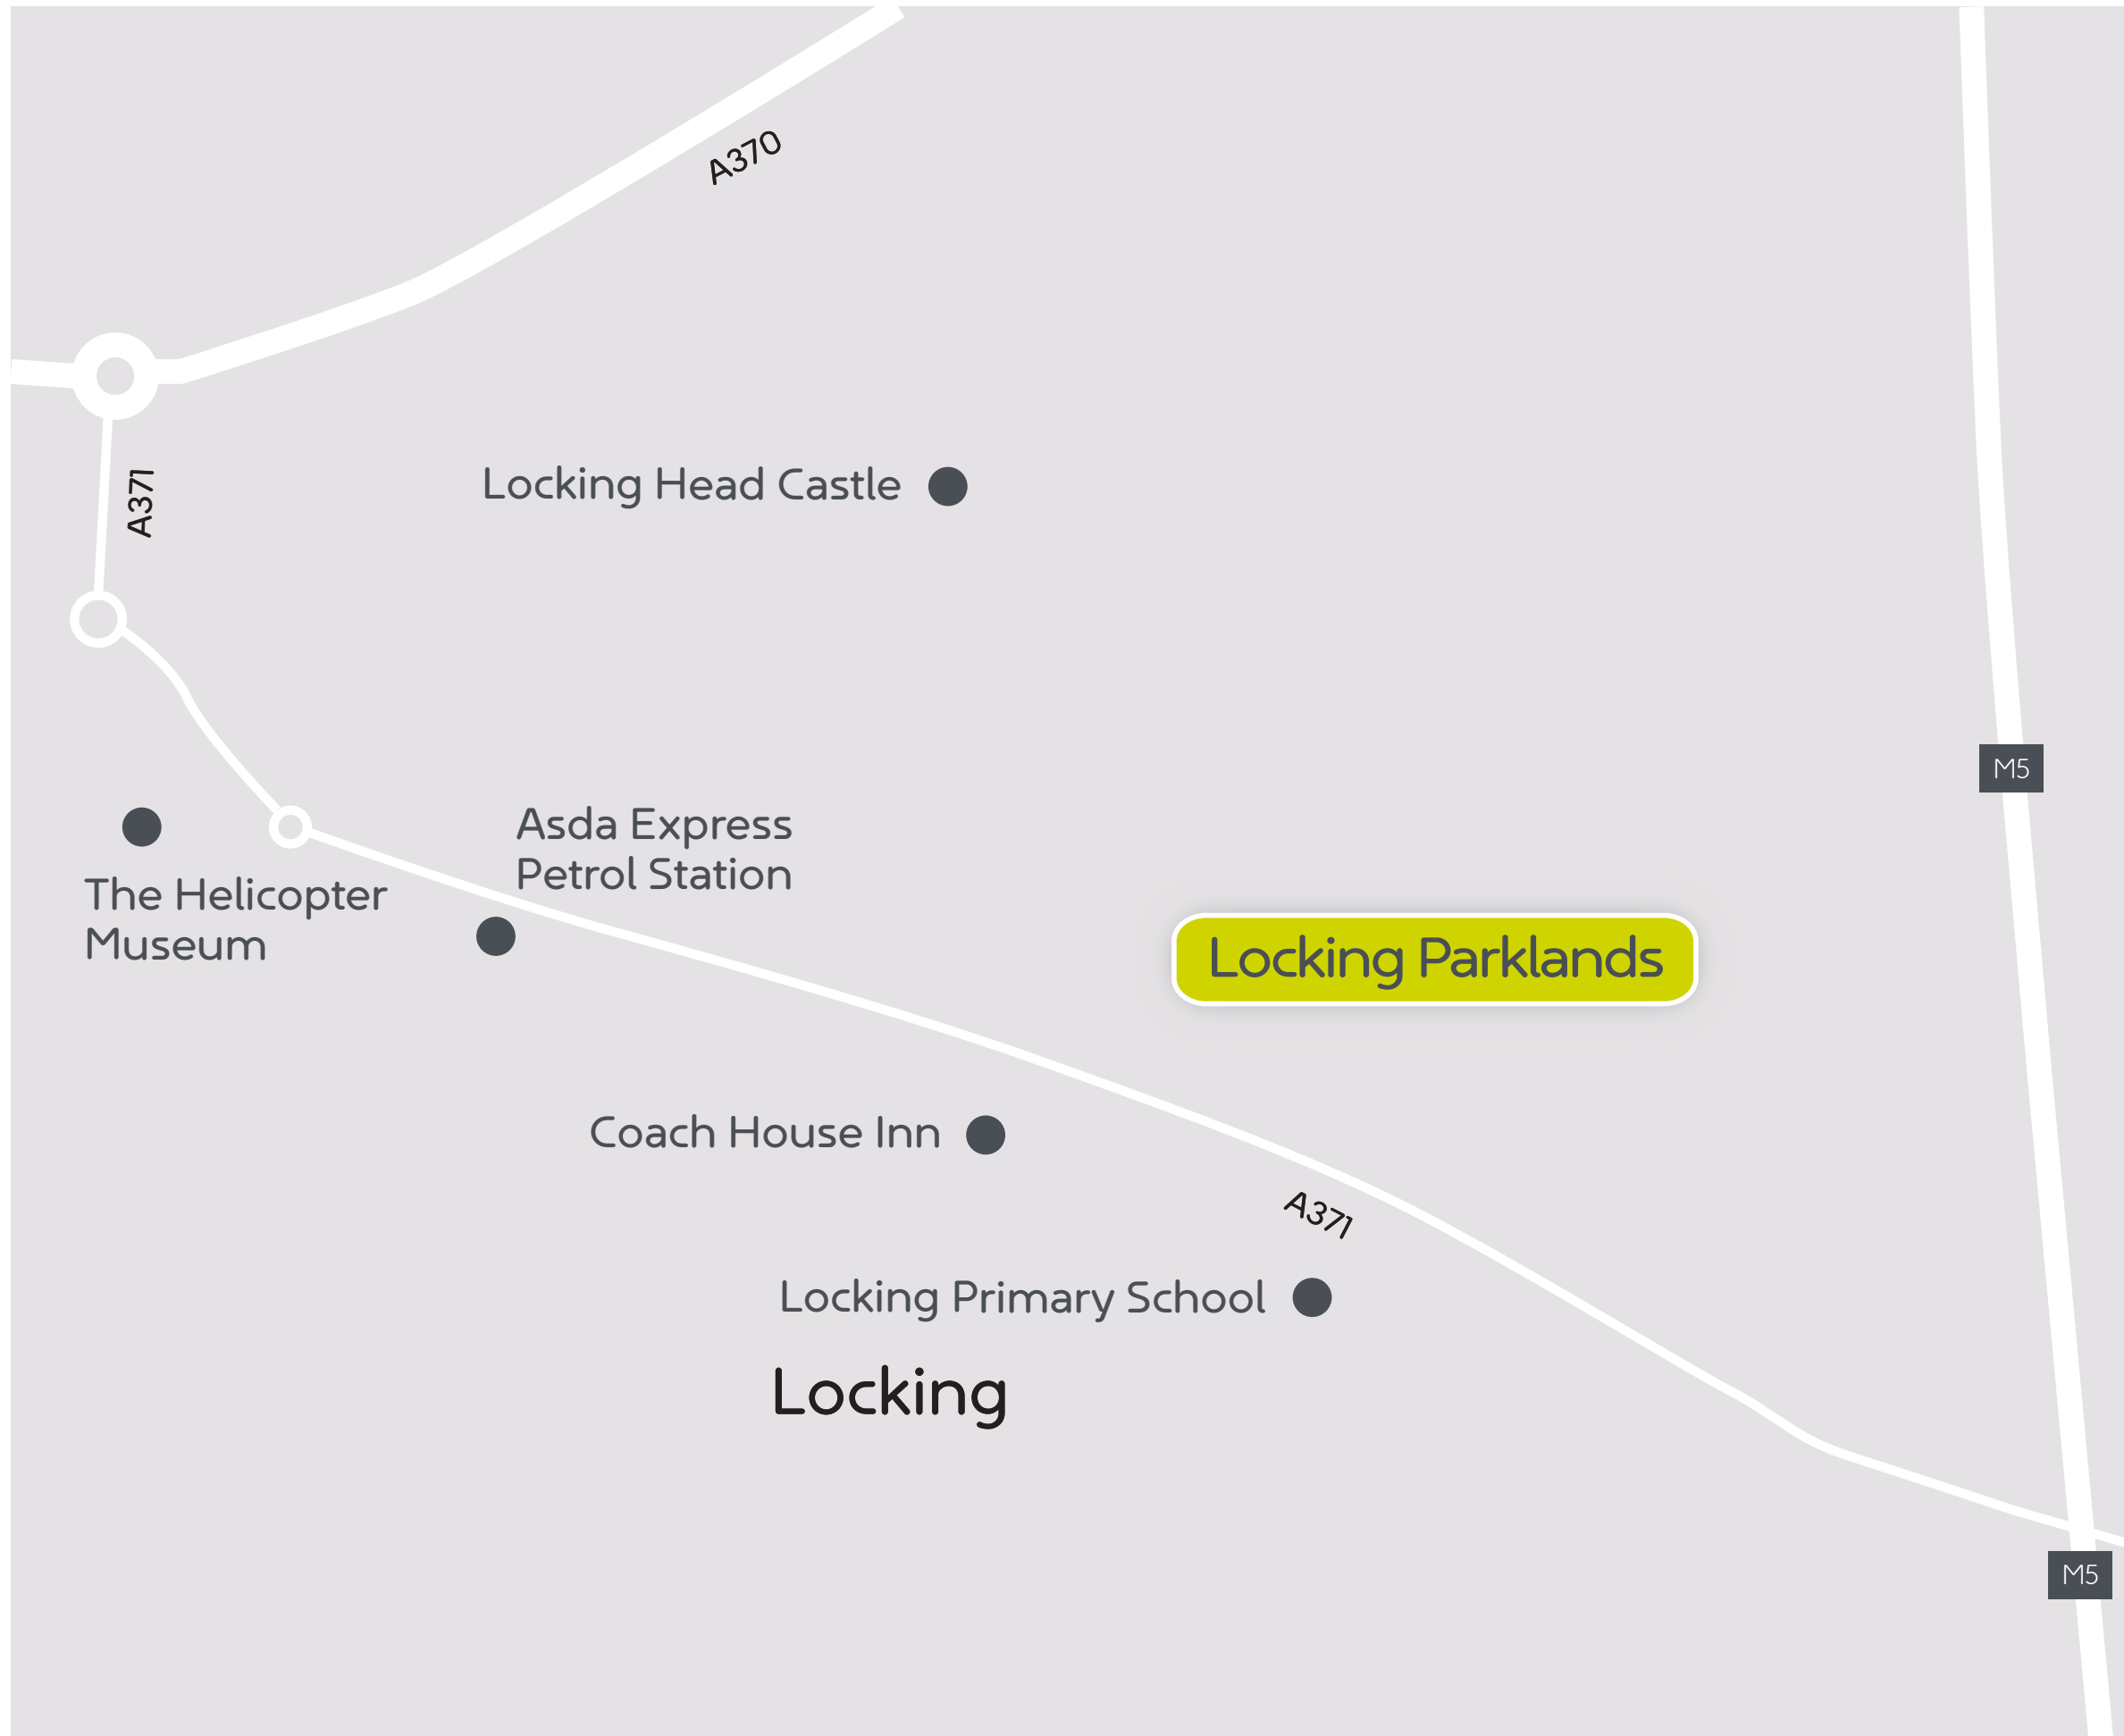 A370
A371
Locking Head Castle
M5
Asda Express
Petrol Station
The Helicopter
Museum
Locking Parklands
Coach House Inn
A371
Locking Primary School
Locking
M5